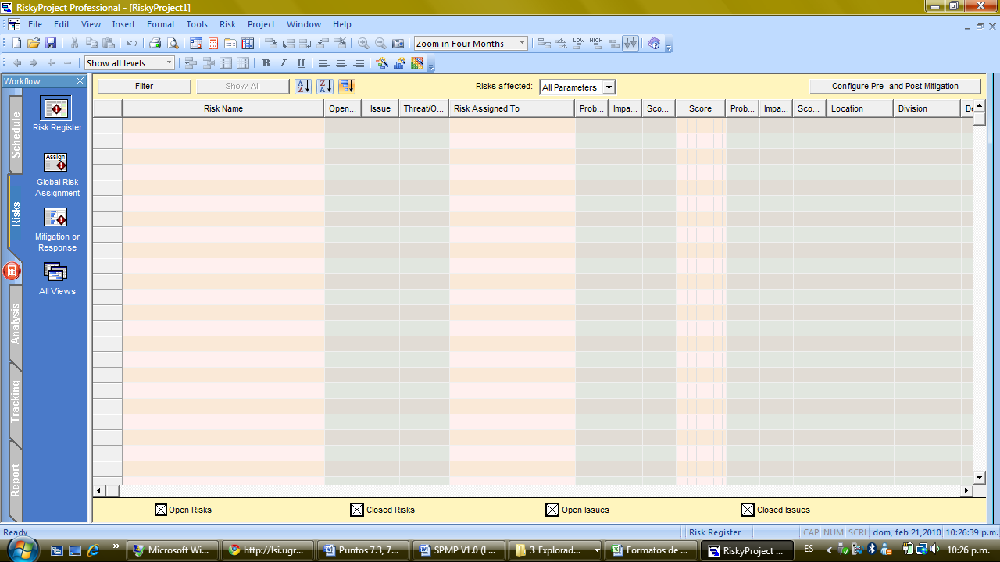 RiskyProject Professional - [RiskyProject1]
File Edit View Insert Format Tools Risk Project Window Help
Zoom in Four Months
LOW HIGH
Show all levels
B I U
Workflow
Filter Show All A Z Z A Risks affected: All Parameters Configure Pre- and Post Mitigation
Risk Name Open... Issue Threat/O... Risk Assigned To Prob... Impa... Sco... Score Prob... Impa... Sco... Location Division De
Schedule
Risks
Analysis
Tracking
Report
Risk Register
Assign
Global Risk
Assignment
Mitigation or
Response
All Views
Open Risks Closed Risks Open Issues Closed Issues
Ready Risk Register CAP NUM SCRL dom, feb 21,2010 10:26:39 p.m.
Microsoft Wi... http://lsi.ugr... Puntos 7.3, 7... SPMP V1.0 (L... 3 Explorad... Formatos de ... RiskyProject ... ES 10:26 p.m.